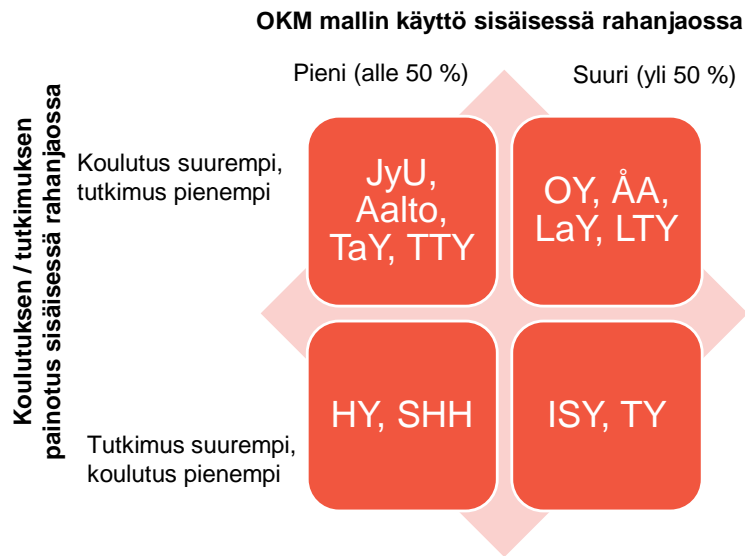 OKM mallin käyttö sisäisessä rahanjaossa
Pieni (alle 50 %)
Suuri (yli 50 %)
Koulutuksen / tutkimuksen
painotus sisäisessä rahanjaossa
Koulutus suurempi,
tutkimus pienempi
JyU,
Aalto,
TaY, TTY
OY, ÅA,
LaY, LTY
Tutkimus suurempi,
koulutus pienempi
HY, SHH
ISY, TY